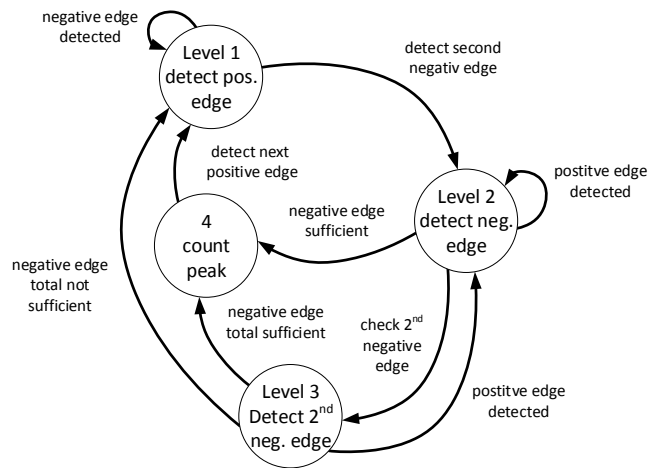 negative edge
detected
Level 1
detect pos.
edge
detect second
negativ edge
detect next
positive edge
Level 2
detect neg.
edge
postitve edge
detected
negative edge
sufficient
4
count
peak
negative edge
total not
sufficient
negative edge
total sufficient
check 2nd
negative
edge
Level 3
Detect 2nd
neg. edge
postitve edge
detected